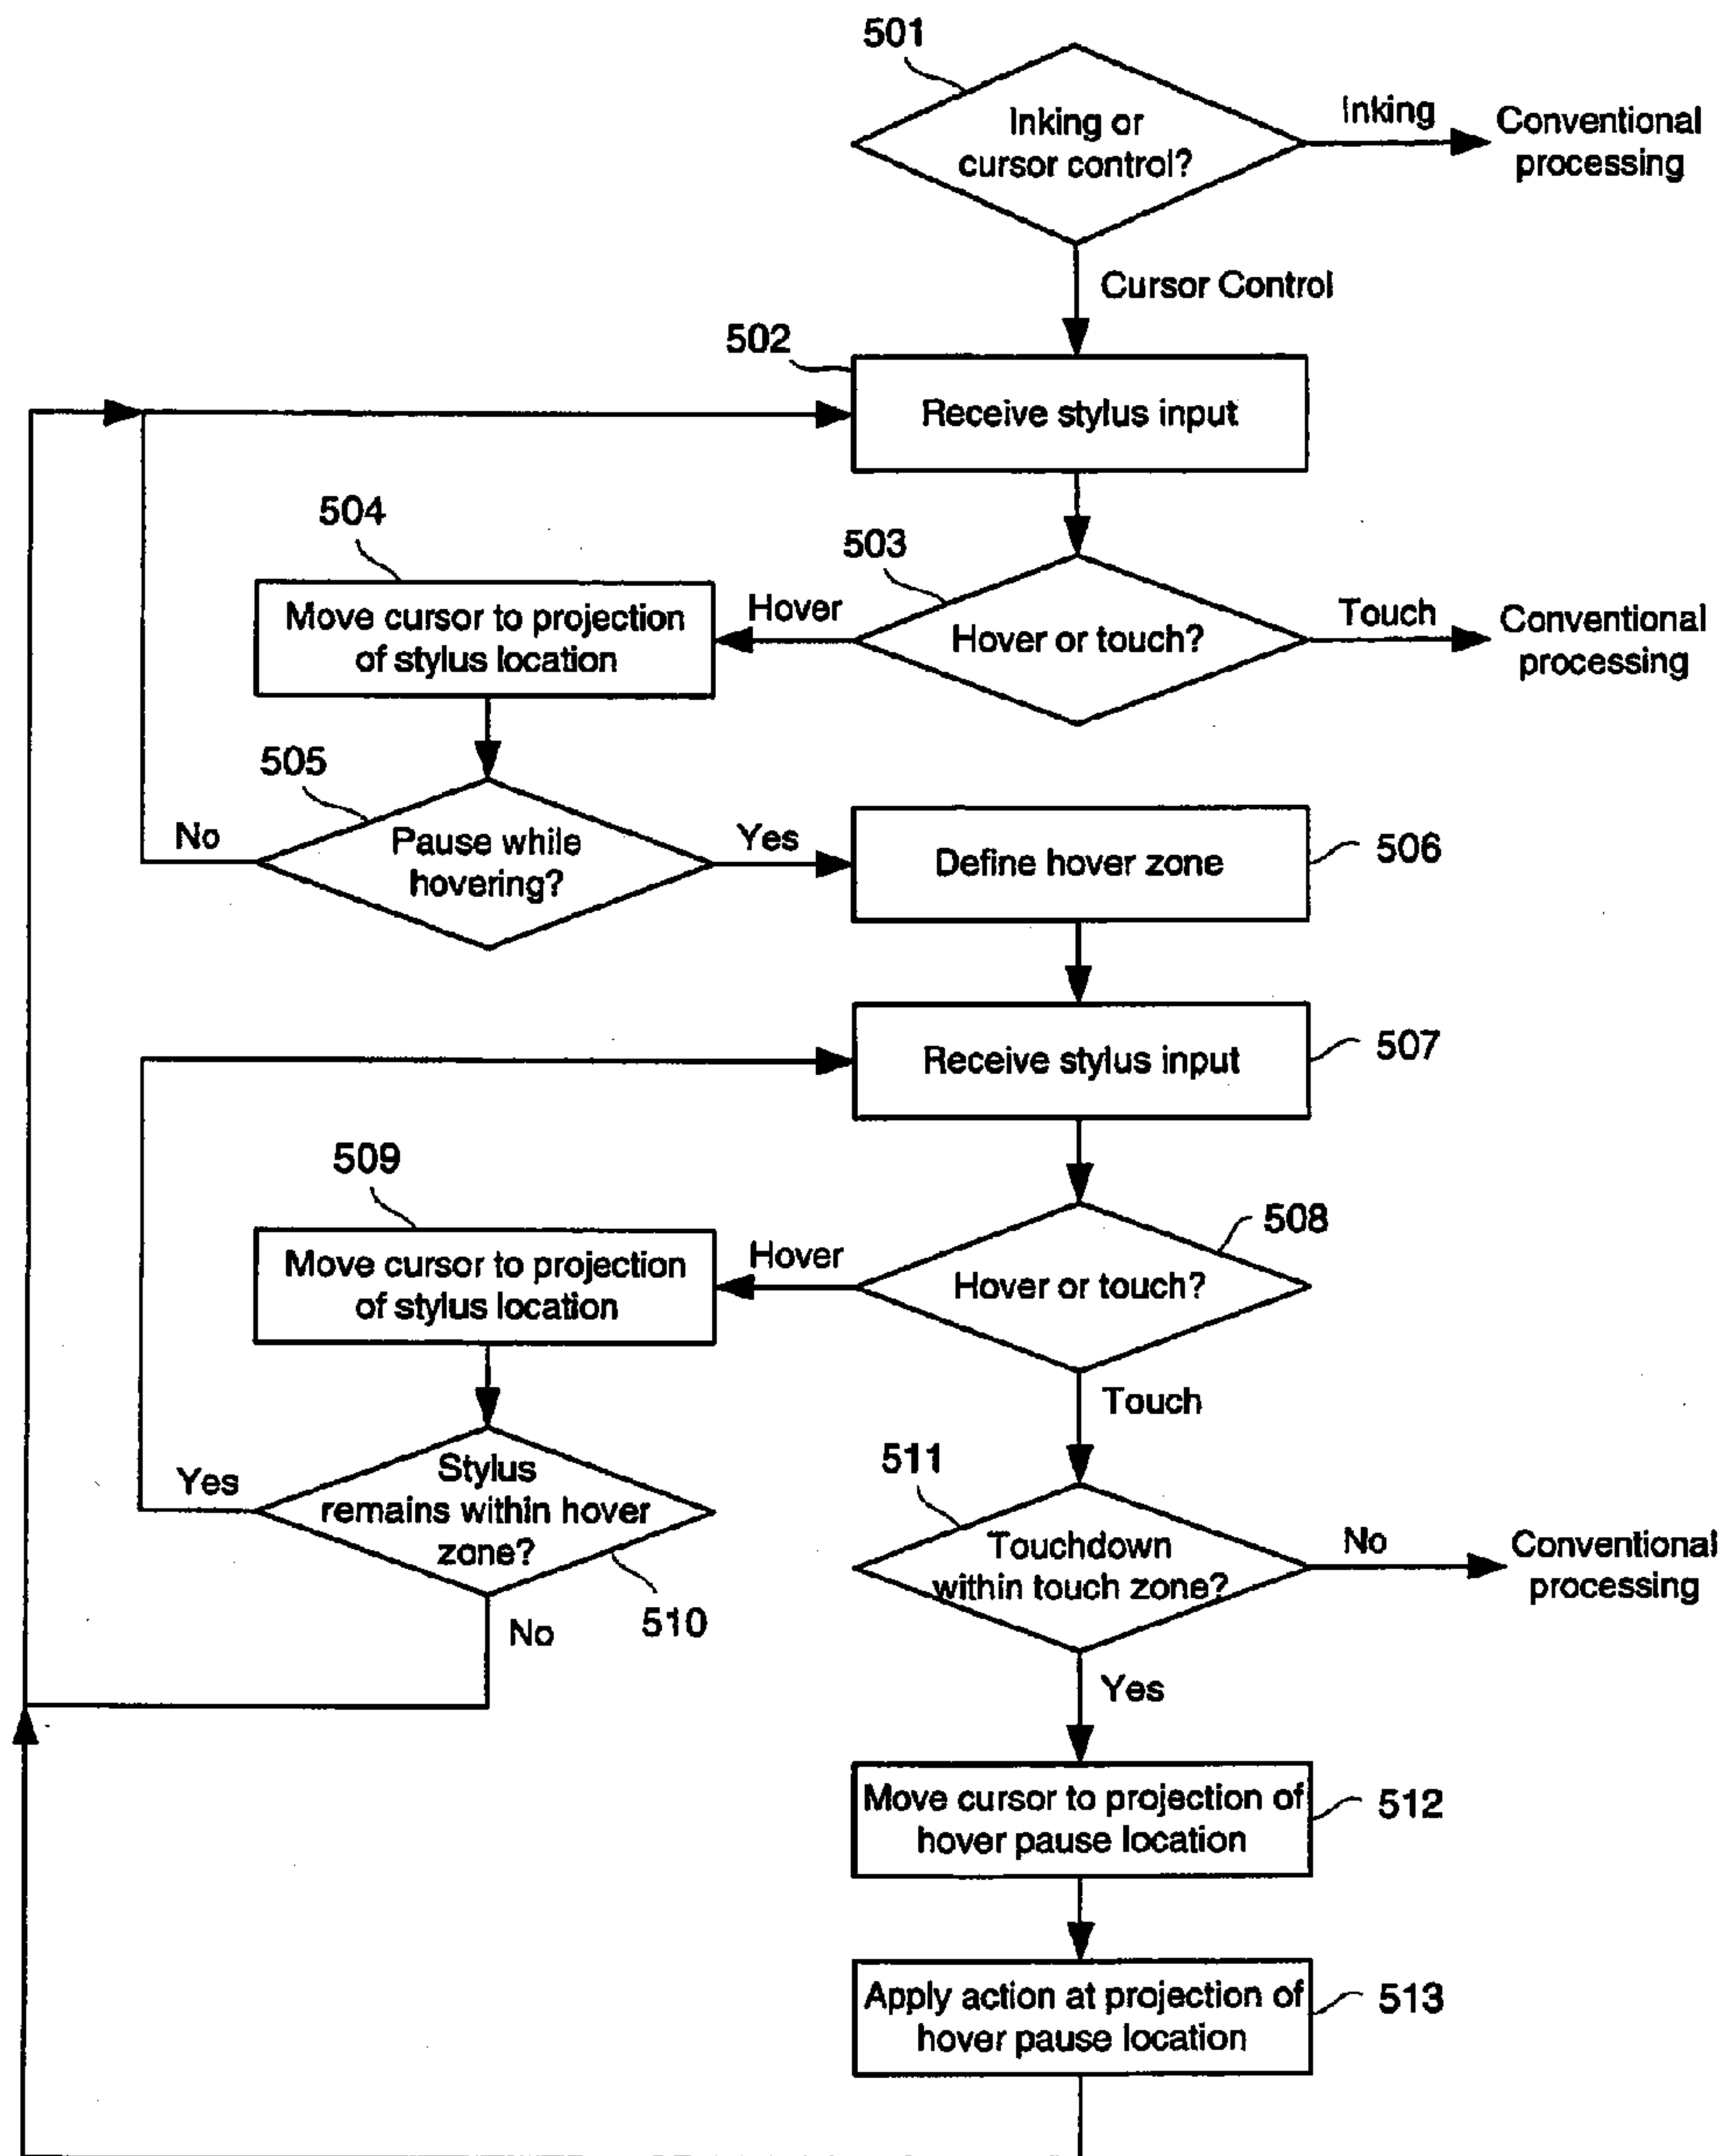 501
Inking or
cursor control?
Inking
Conventional
processing
Cursor Control
502
Receive stylus input
504
503
Move cursor to projection
of stylus location
Hover
Hover or touch?
Touch
Conventional
processing
505
No
Pause while
hovering?
Yes
Define hover zone
506
Receive stylus input
507
509
508
Move cursor to projection
of stylus location
Hover
Hover or touch?
Touch
511
Yes
Stylus
remains within hover
zone?
510
No
Touchdown
within touch zone?
No
Conventional
processing
Yes
Move cursor to projection of
hover pause location
512
Apply action at projection of
hover pause location
513